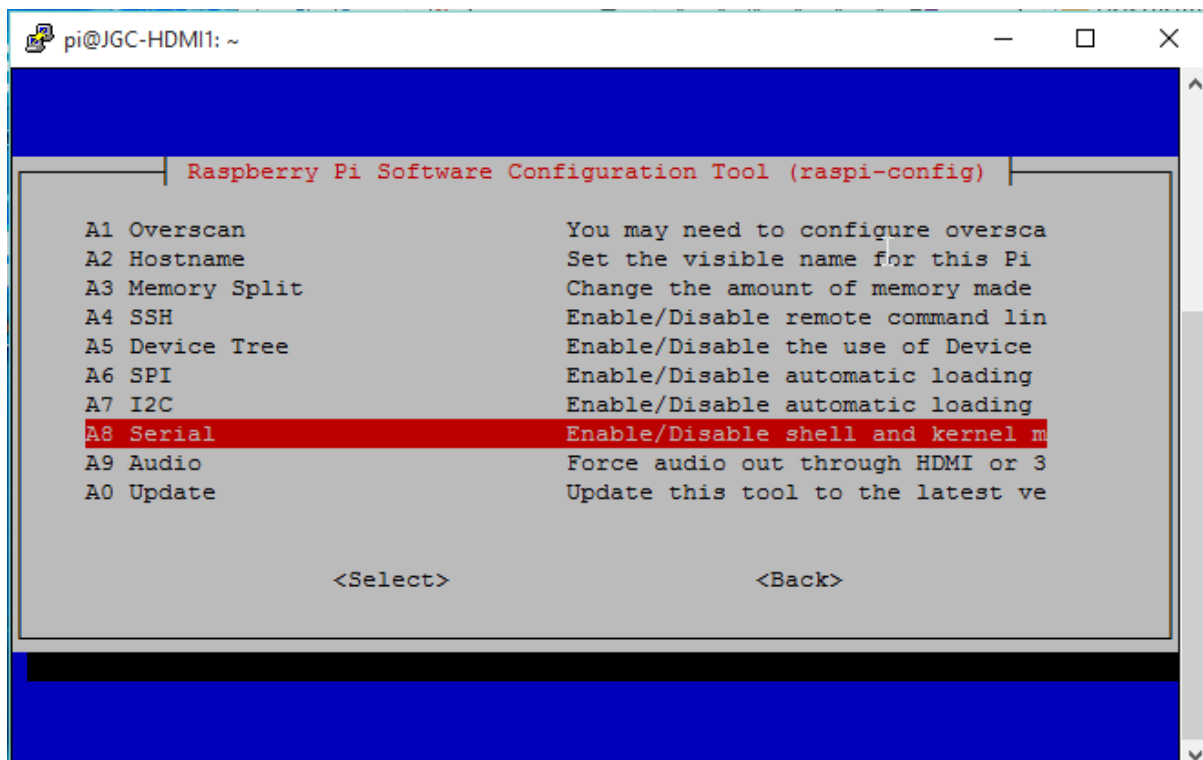 pi@JGC-HDMI1: ~
Raspberry Pi Software Configuration Tool (raspi-config)
A1 Overscan You may need to configure oversca
A2 Hostname Set the visible name for this Pi
A3 Memory Split Change the amount of memory made
A4 SSH Enable/Disable remote command lin
A5 Device Tree Enable/Disable the use of Device
A6 SPI Enable/Disable automatic loading
A7 I2C Enable/Disable automatic loading
A8 Serial Enable/Disable shell and kernel m
A9 Audio Force audio out through HDMI or 3
A0 Update Update this tool to the latest ve
<Select> <Back>